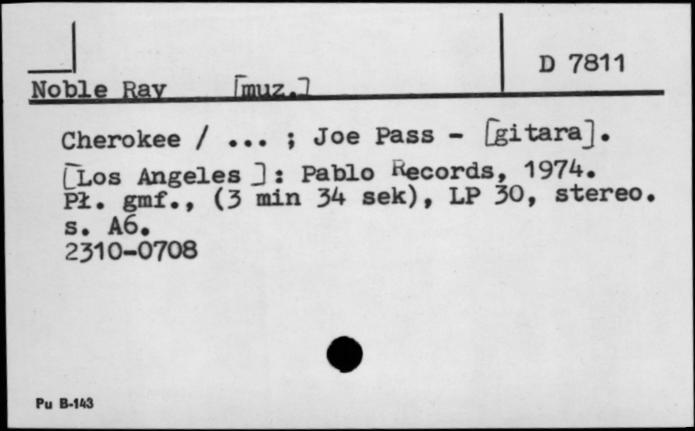 D 7811
Noble Ray [muz.]
Cherokee / ... ; Joe Pass - [gitara].
[Los Angeles ]: Pablo Records, 1974.
Pł. gmf., (3 min 34 sek), LP 30, stereo.
s. A6.
2310-0708
Pu B-143